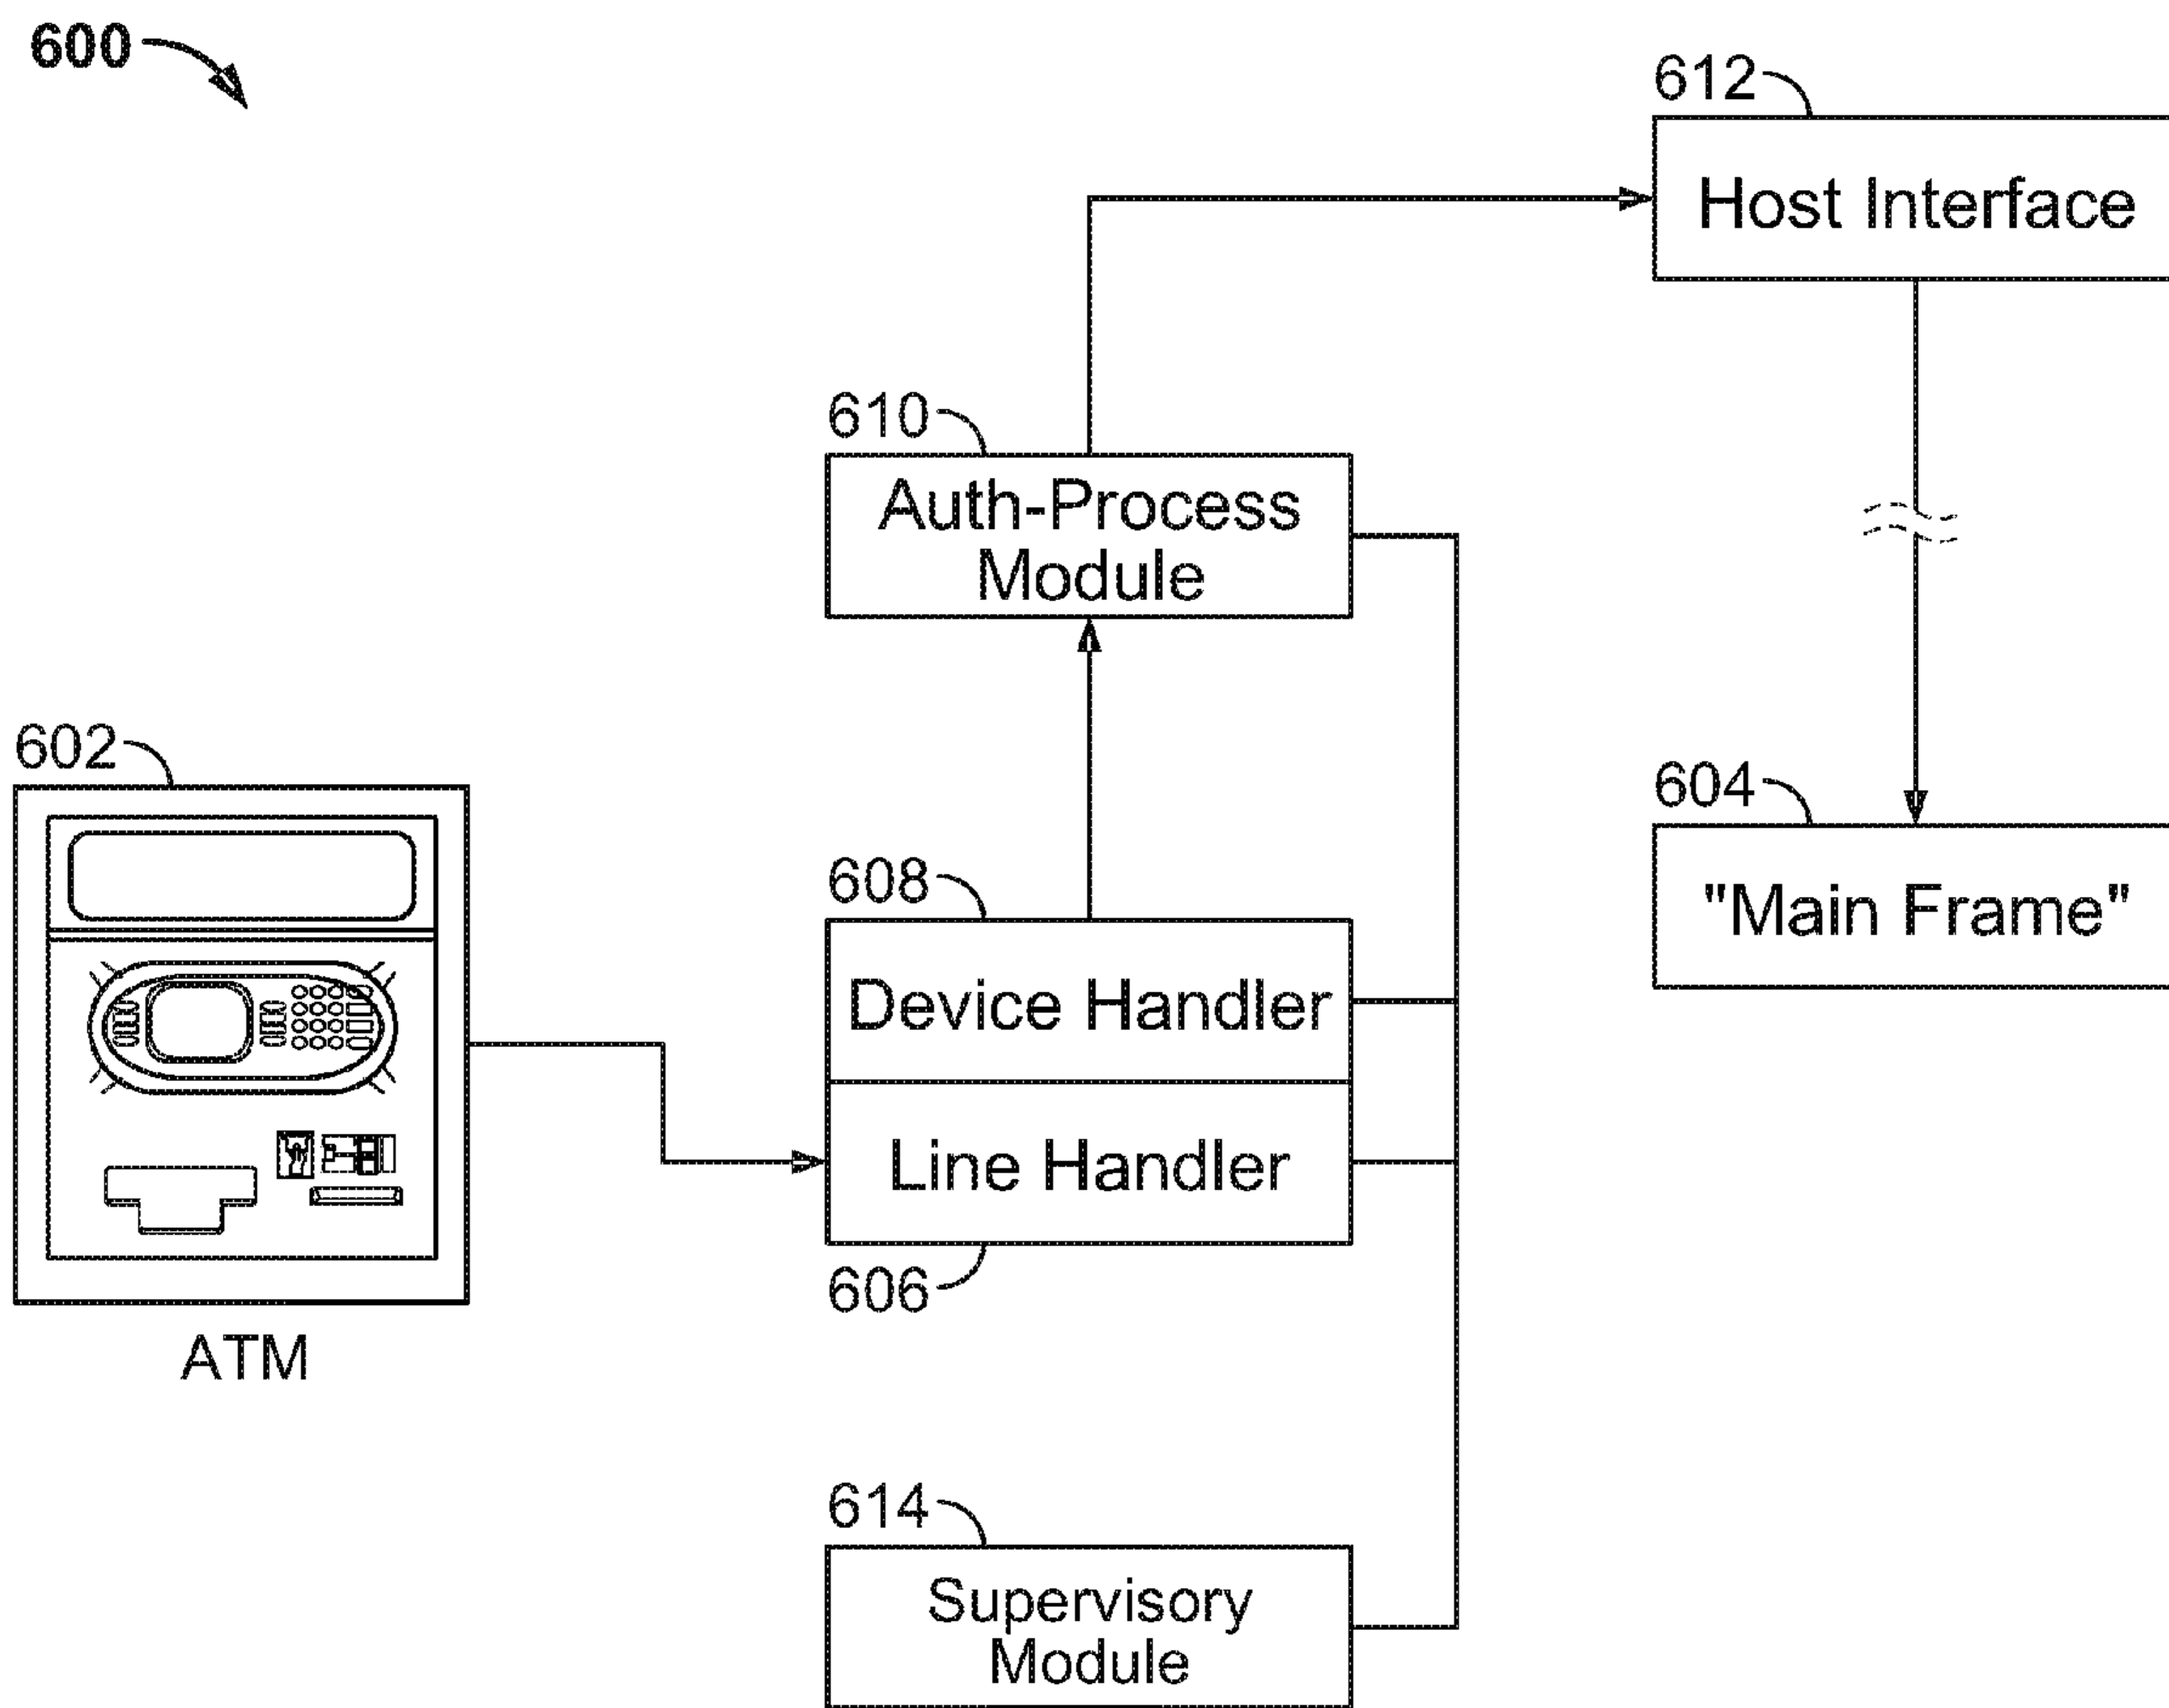 600
612
Host Interface
610
Auth-Process
Module
602
604
"Main Frame"
608
Device Handler
Line Handler
606
ATM
614
Supervisory
Module